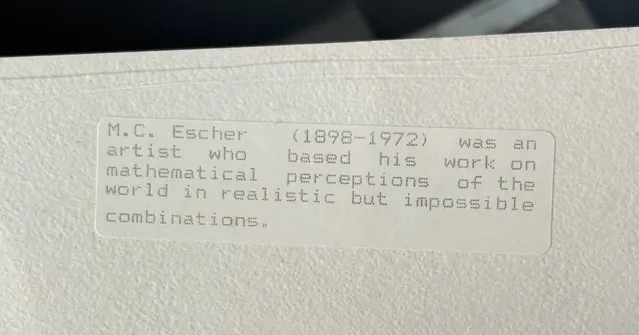 M.C. Escher (1898-1972) was an
artist who based his work on
mathematical perceptions of the
world in realistic but impossible
combinations.